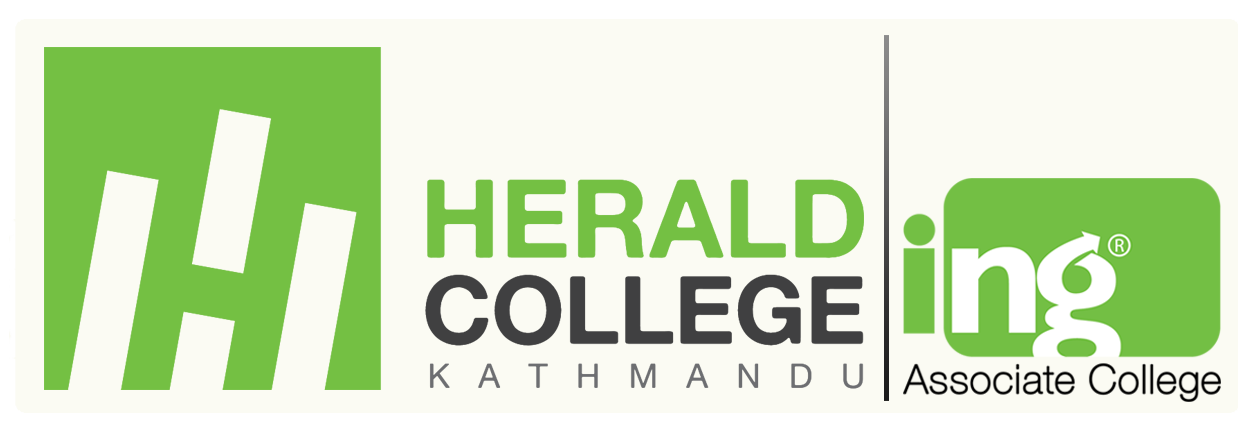 HERALD
COLLEGE
KATHMANDU
ing®
Associate College